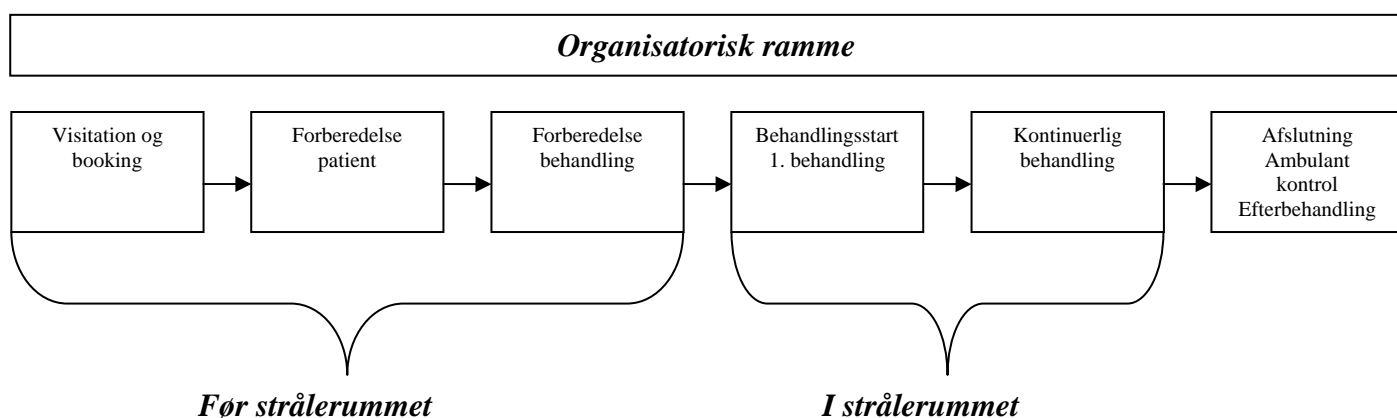 Organisatorisk ramme
Visitation og
booking
Forberedelse
patient
Forberedelse
behandling
Behandlingsstart
1. behandling
Kontinuerlig
behandling
Afslutning
Ambulant
kontrol
Efterbehandling
Før strålerummet
I strålerummet